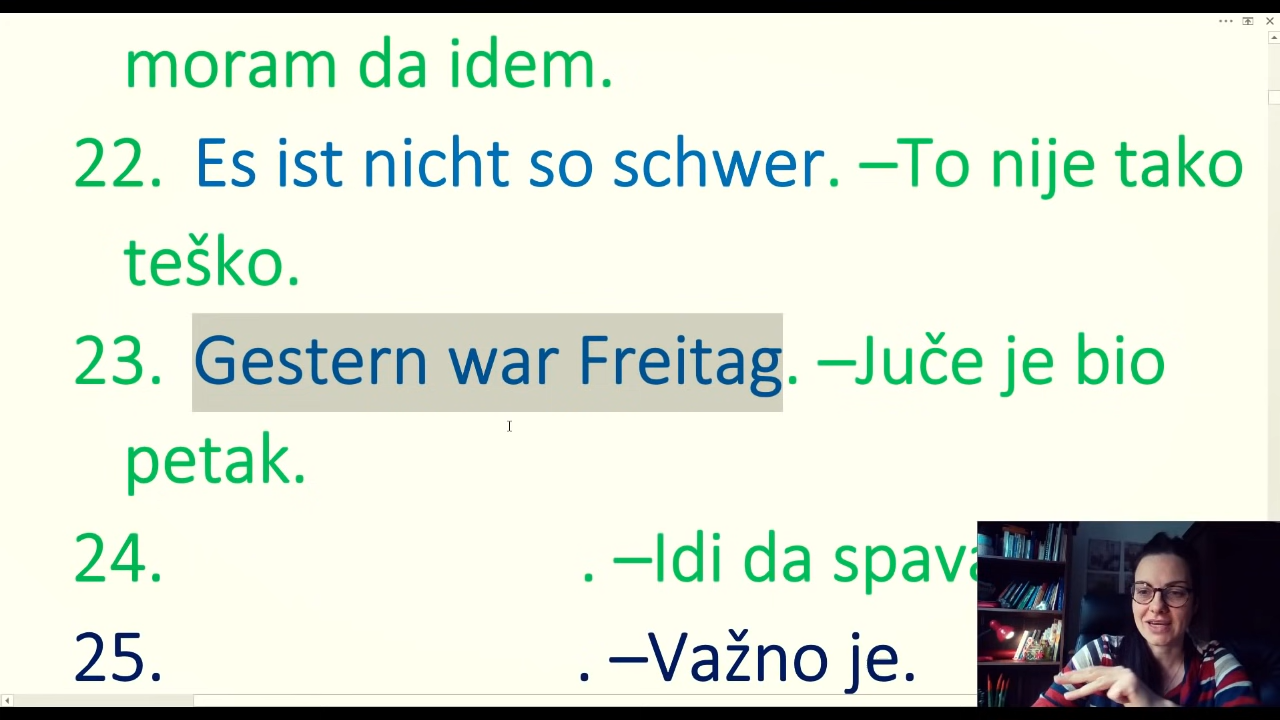 moram da idem.
22. Es ist nicht so schwer. –To nije tako
teško.
23. Gestern war Freitag. –Juče je bio
petak.
24. . –Idi da
25. . –Važno je.